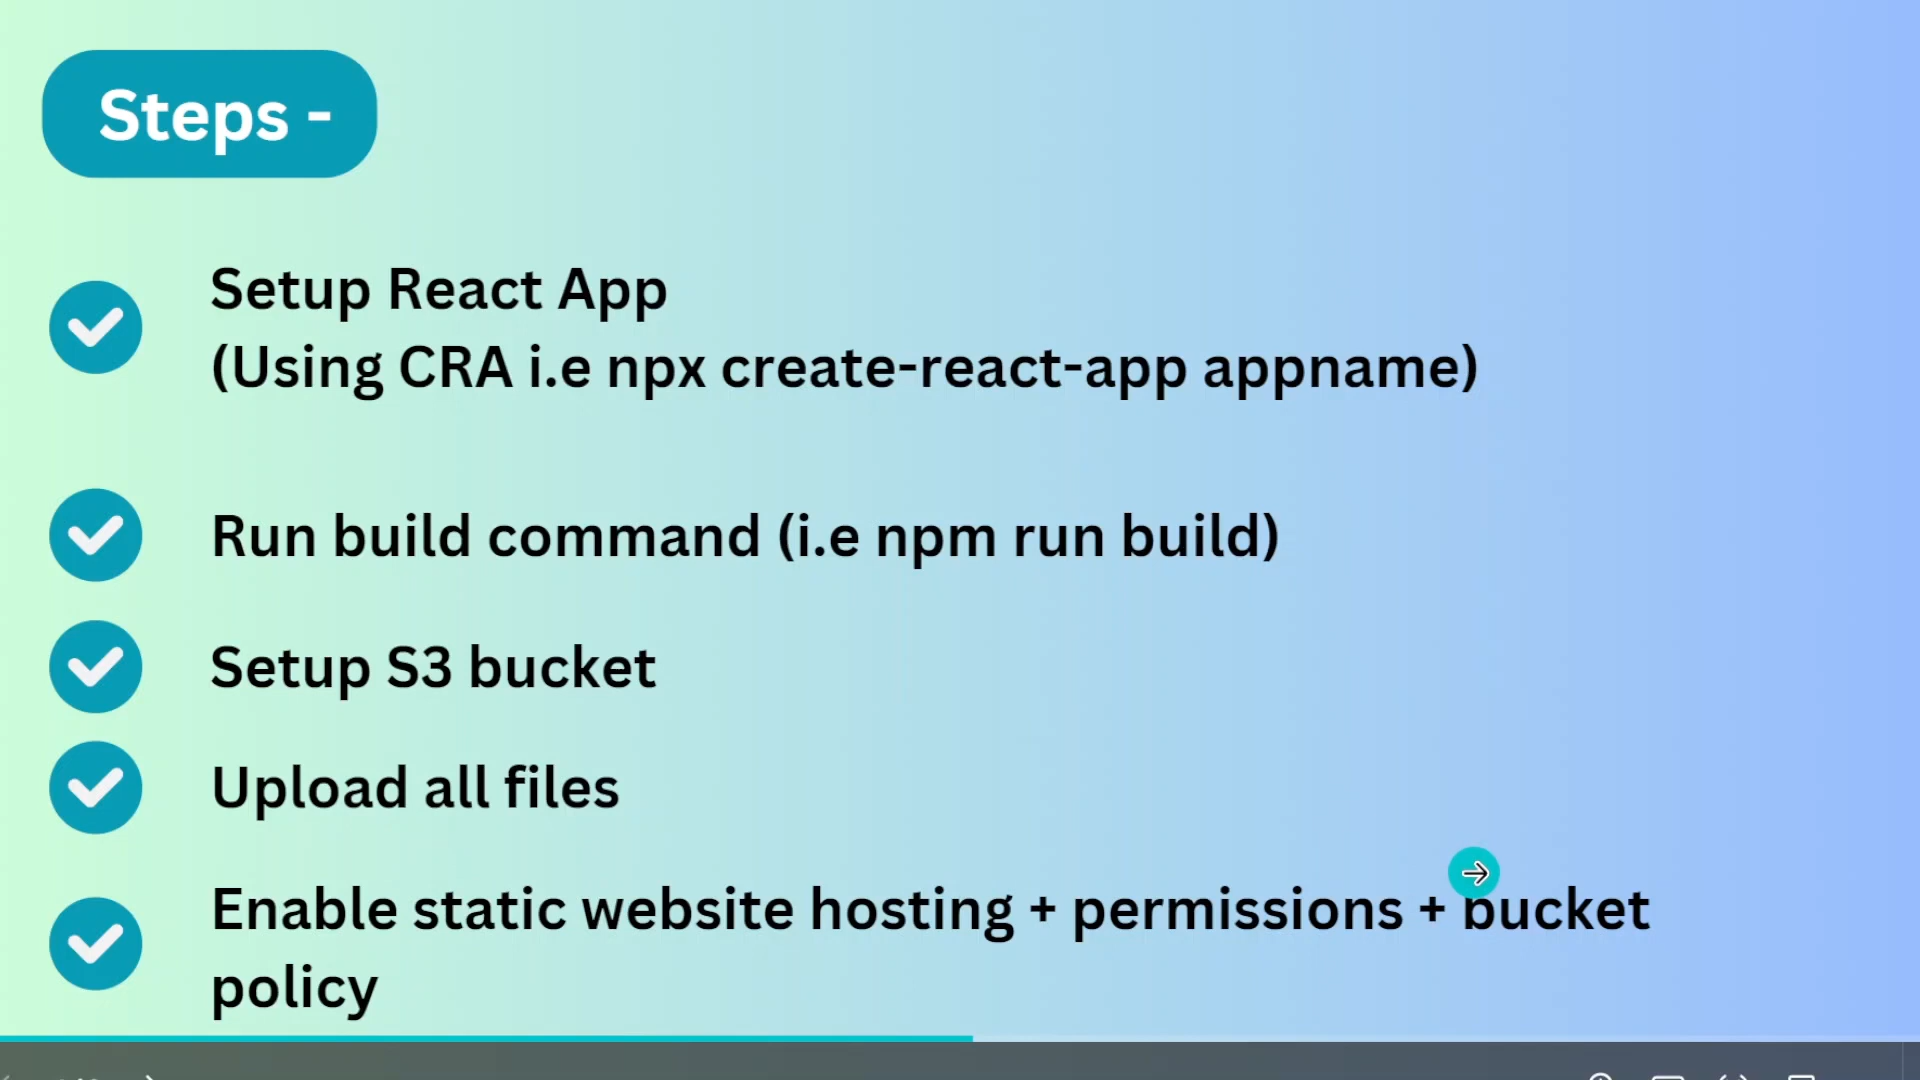 Steps -
Setup React App
(Using CRA i.e npx create-react-app appname)
Run build command (i.e npm run build)
Setup S3 bucket
Upload all files
Enable static website hosting + permissions + bucket
policy